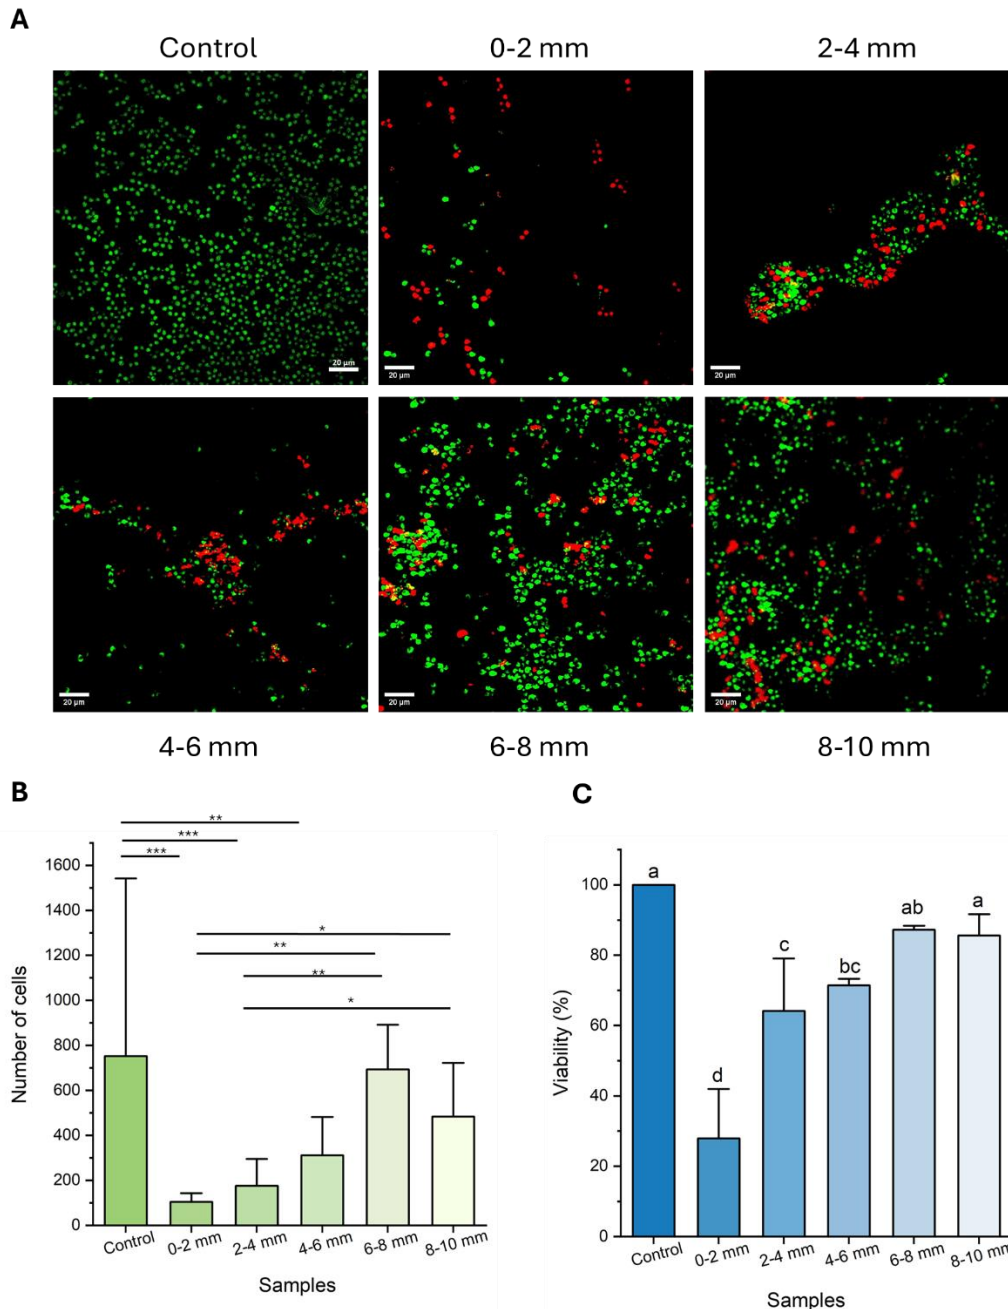 A
Control
0-2 mm
2-4 mm
20 µm
20 µm
20 µm
20 µm
20 µm
20 µm
4-6 mm
6-8 mm
8-10 mm
B
**
***
***
*
**
**
*
1600
1400
1200
1000
800
600
400
200
0
Number of cells
Control
0-2 mm
2-4 mm
4-6 mm
6-8 mm
8-10 mm
Samples
C
a
d
c
bc
ab
a
100
80
60
40
20
0
Viability (%)
Control
0-2 mm
2-4 mm
4-6 mm
6-8 mm
8-10 mm
Samples